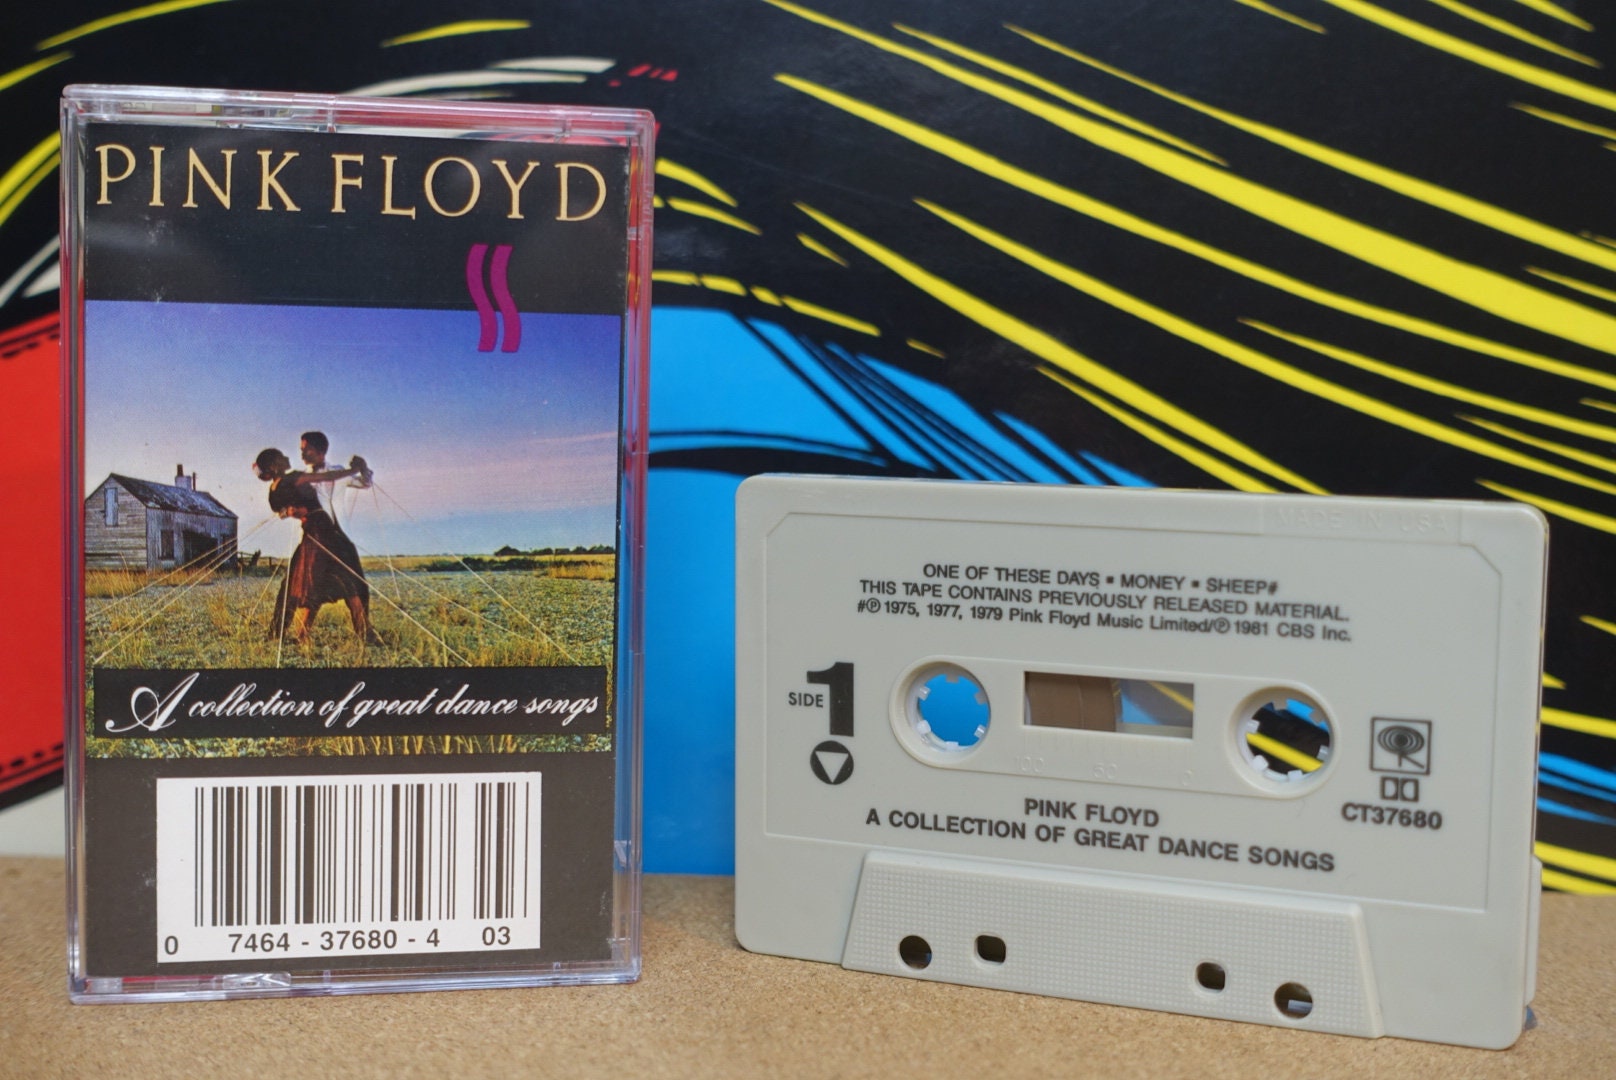 PINK FLOYD
A collection of great dance songs
0 7464 - 37680 - 4 03
MADE IN USA
ONE OF THESE DAYS ▪ MONEY ▪ SHEEP#
THIS TAPE CONTAINS PREVIOUSLY RELEASED MATERIAL.
#℗ 1975, 1977, 1979 Pink Floyd Music Limited/℗ 1981 CBS Inc.
SIDE 1
100 50 0
CT37680
PINK FLOYD
A COLLECTION OF GREAT DANCE SONGS